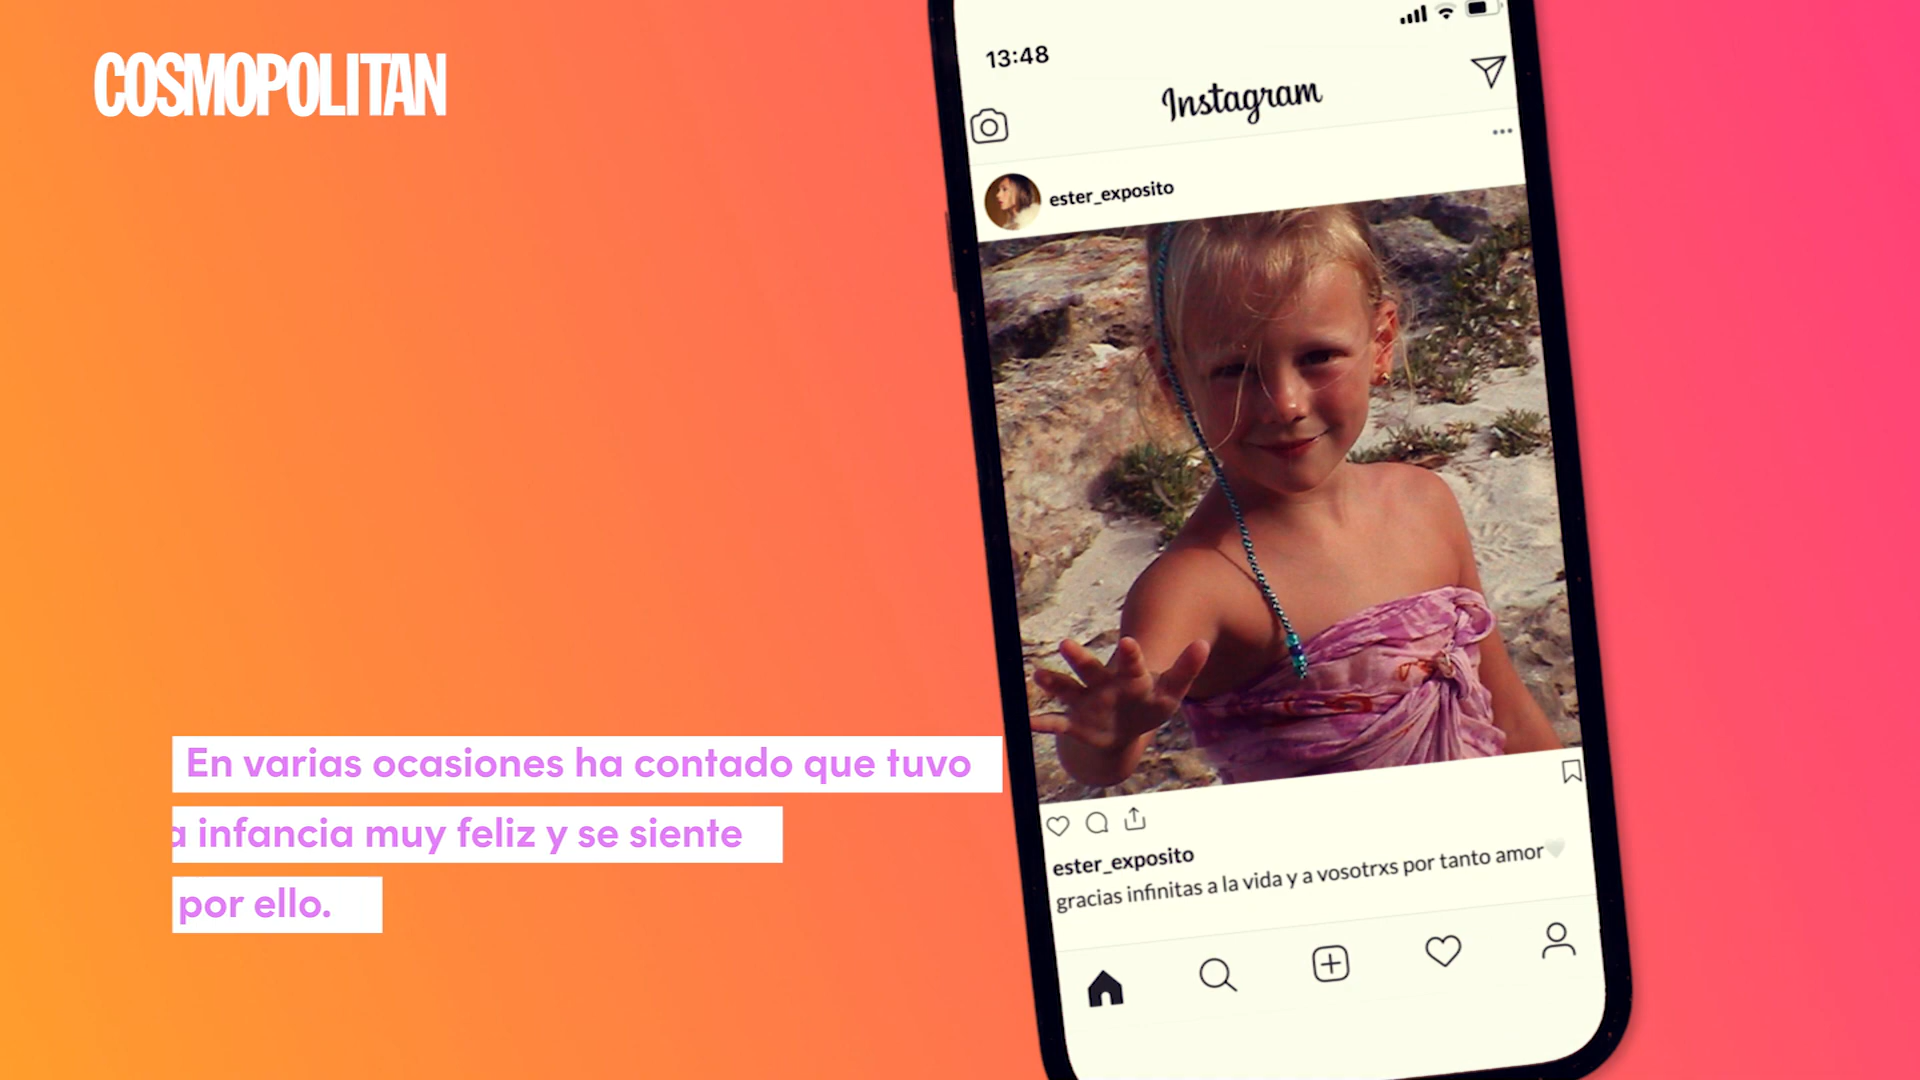 COSMOPOLITAN
13:48
Instagram
ester_exposito
En varias ocasiones ha contado que tuvo
a infancia muy feliz y se siente
por ello.
ester_exposito
gracias infinitas a la vida y a vosotrxs por tanto amor🤍